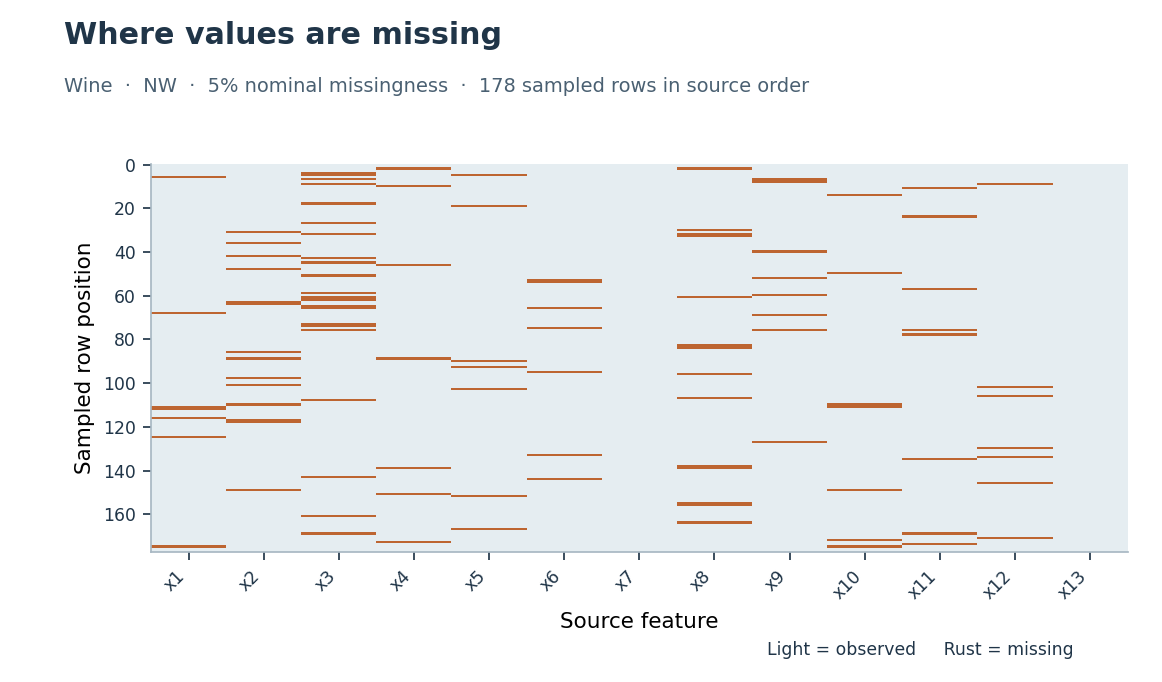 Where values are missing
Wine · NW · 5% nominal missingness · 178 sampled rows in source order
Sampled row position
0
20
40
60
80
100
120
140
160
x1 x2 x3 x4 x5 x6 x7 x8 x9 x10 x11 x12 x13
Source feature
Light = observed Rust = missing